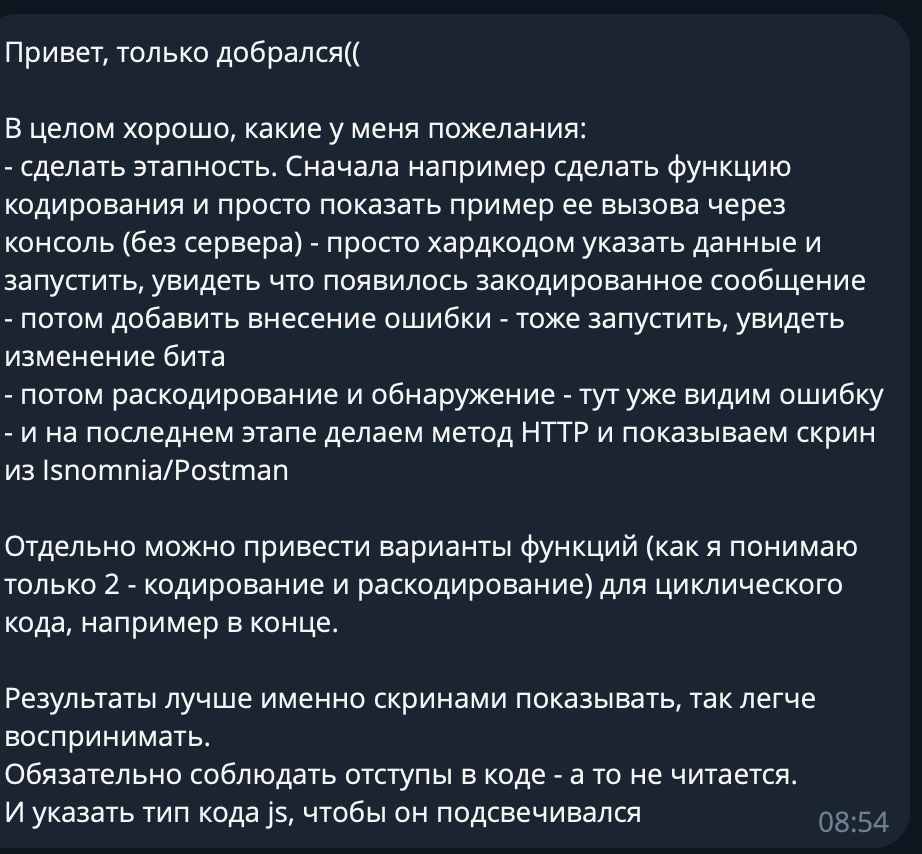 Привет, только добрался((
В целом хорошо, какие у меня пожелания:
- сделать этапность. Сначала например сделать функцию
кодирования и просто показать пример ее вызова через
консоль (без сервера) - просто хардкодом указать данные и
запустить, увидеть что появилось закодированное сообщение
- потом добавить внесение ошибки - тоже запустить, увидеть
изменение бита
- потом раскодирование и обнаружение - тут уже видим ошибку
- и на последнем этапе делаем метод HTTP и показываем скрин
из Isnomnia/Postman
Отдельно можно привести варианты функций (как я понимаю
только 2 - кодирование и раскодирование) для циклического
кода, например в конце.
Результаты лучше именно скринами показывать, так легче
воспринимать.
Обязательно соблюдать отступы в коде - а то не читается.
И указать тип кода js, чтобы он подсвечивался
08:54